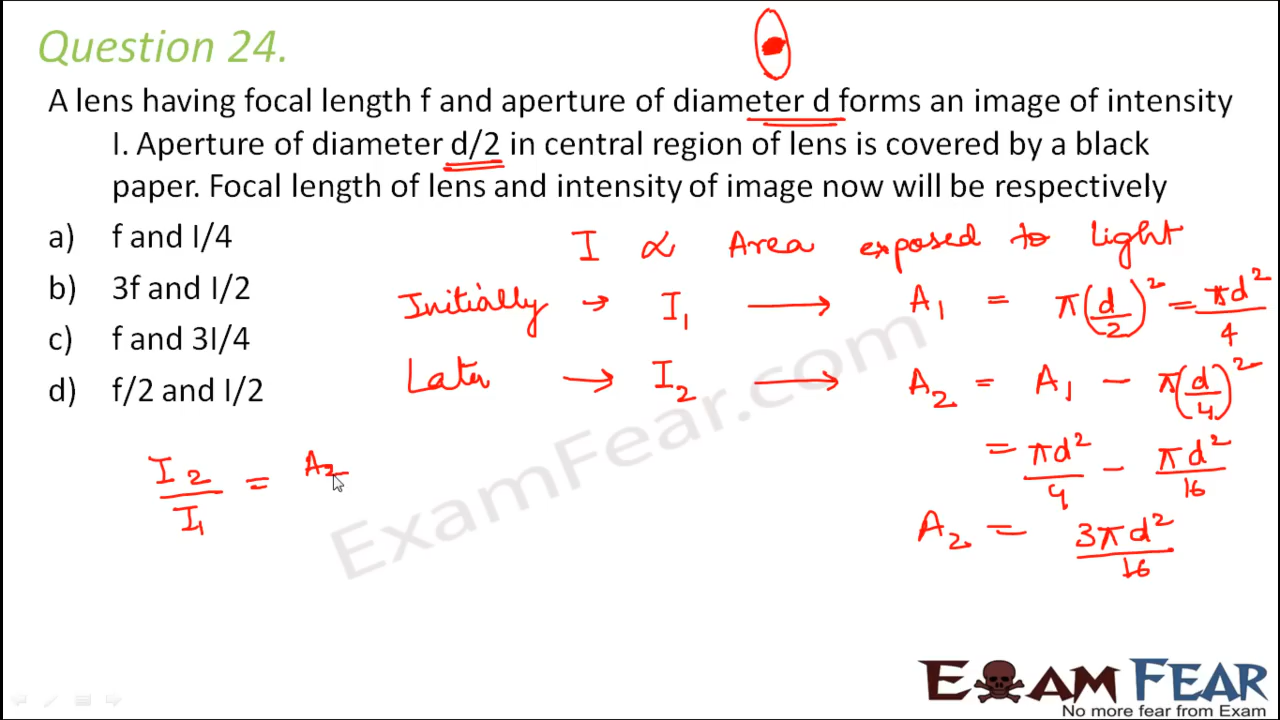 Question 24.
A lens having focal length f and aperture of diameter d forms an image of intensity
I. Aperture of diameter d/2 in central region of lens is covered by a black
paper. Focal length of lens and intensity of image now will be respectively
a) f and I/4
b) 3f and I/2
c) f and 3I/4
d) f/2 and I/2
I ∝ Area exposed to light
Initially → I₁ → A₁ = π(d/2)² = πd²/4
Later → I₂ → A₂ = A₁ − π(d/4)²
= πd²/4 − πd²/16
A₂ = 3πd²/16
I₂/I₁ = A₂
ExamFear.com
EXAM FEAR
No more fear from Exam